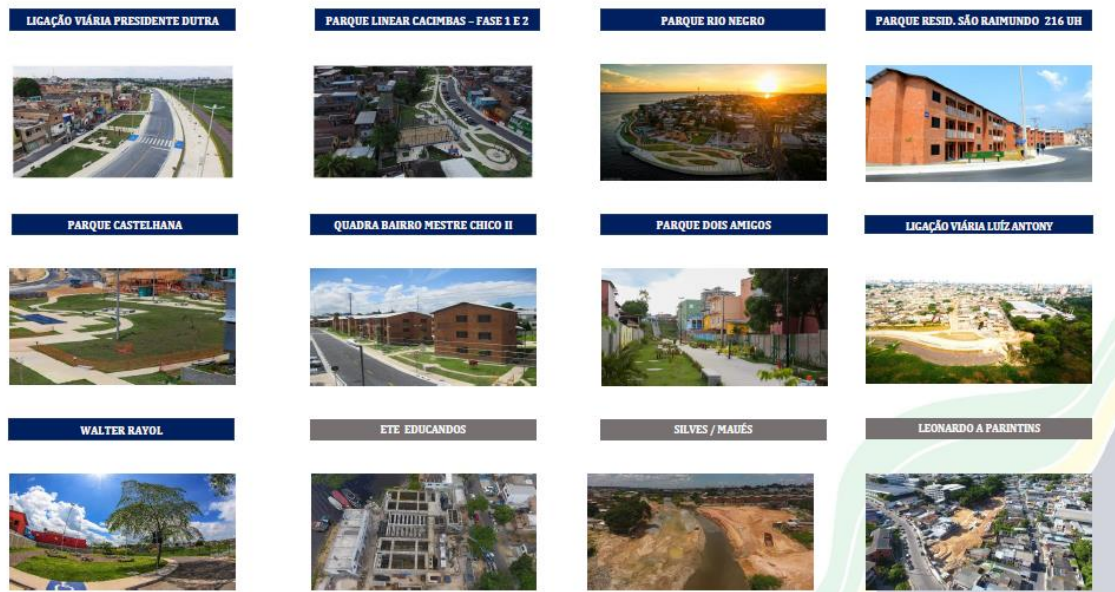 LIGAÇÃO VIÁRIA PRESIDENTE DUTRA
PARQUE LINEAR CACIMBAS – FASE 1 E 2
PARQUE RIO NEGRO
PARQUE RESID. SÃO RAIMUNDO 216 UH
PARQUE CASTELHANA
QUADRA BAIRRO MESTRE CHICO II
PARQUE DOIS AMIGOS
LIGAÇÃO VIÁRIA LUÍZ ANTONY
WALTER RAYOL
ETE EDUCANDOS
SILVES / MAUÉS
LEONARDO A PARINTINS